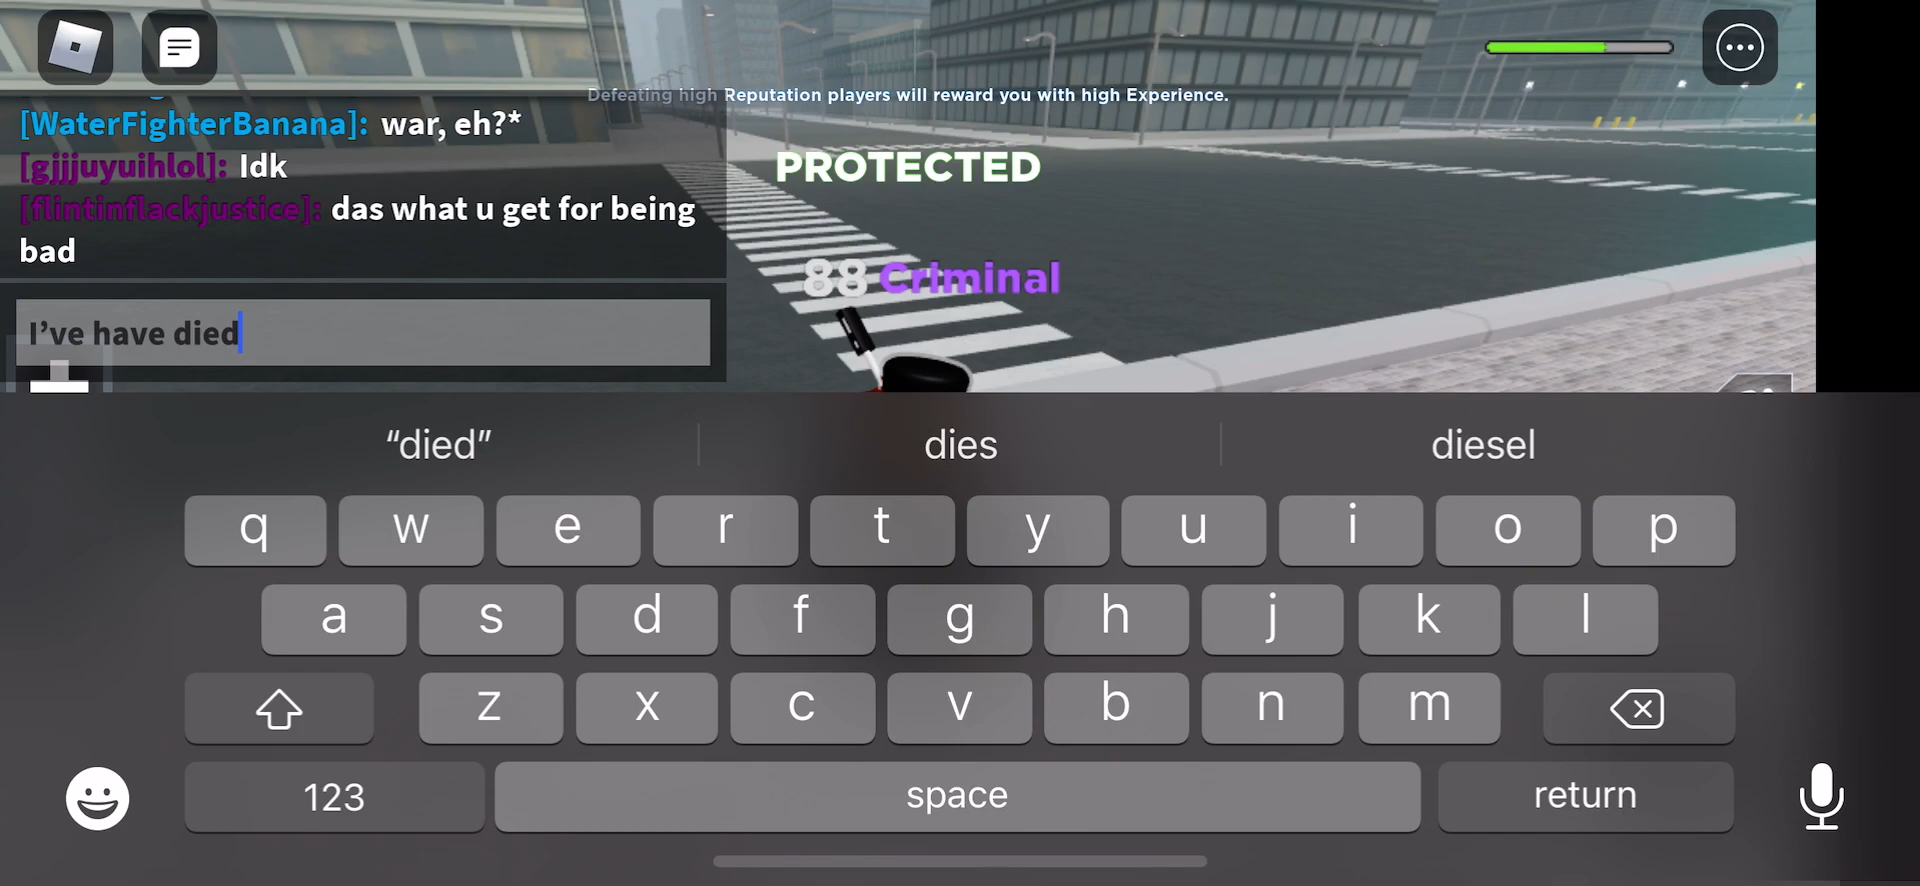 Defeating high Reputation players will reward you with high Experience.
[WaterFighterBanana]: war, eh?*
[gjjjuyuihlol]: Idk
[flintinflackjustice]: das what u get for being
bad
PROTECTED
88 Criminal
I’ve have died
“died” dies diesel
q w e r t y u i o p
a s d f g h j k l
z x c v b n m
123 space return